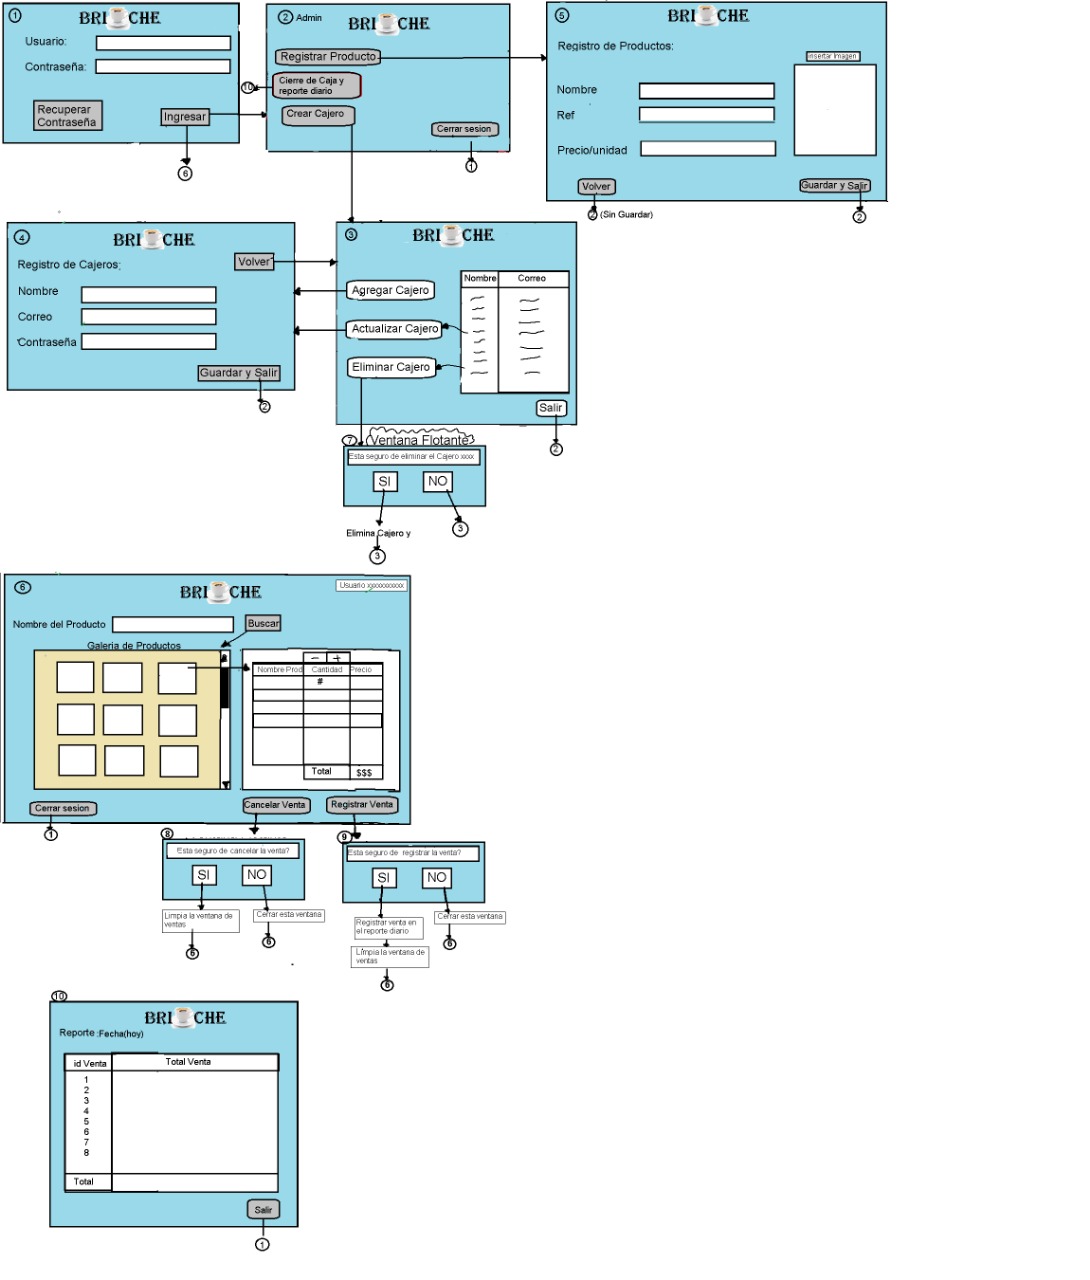 1
BRI CHE
Usuario:
Contraseña:
Recuperar
Contraseña
Ingresar
6
2 Admin
BRI CHE
Registrar Producto
Cierre de Caja y
reporte diario
10
Crear Cajero
Cerrar sesion
1
5
BRI CHE
Registro de Productos:
Insertar Imagen
Nombre
Ref
Precio/unidad
Volver
Guardar y Salir
2 (Sin Guardar)
2
4
BRI CHE
Registro de Cajeros;
Volver
Nombre
Correo
Contraseña
Guardar y Salir
2
3
BRI CHE
Nombre Correo
Agregar Cajero
Actualizar Cajero
Eliminar Cajero
Salir
2
7 Ventana Flotante
Esta seguro de eliminar el Cajero xxxx
SI NO
Elimina Cajero y
3
3
6
BRI CHE
Usuario xxxxxxxxxx
Nombre del Producto
Buscar
Galeria de Productos
- +
Nombre Prod Cantidad Precio
#
Total $$$
Cerrar sesion
Cancelar Venta
Registrar Venta
1
8
Esta seguro de cancelar la venta?
SI NO
Limpia la ventana de
ventas
Cerrar esta ventana
6
6
9
Esta seguro de registrar la venta?
SI NO
Registrar venta en
el reporte diario
Cerrar esta ventana
6
Limpia la ventana de
ventas
6
10
BRI CHE
Reporte :Fecha(hoy)
id Venta Total Venta
1
2
3
4
5
6
7
8
Total
Salir
1